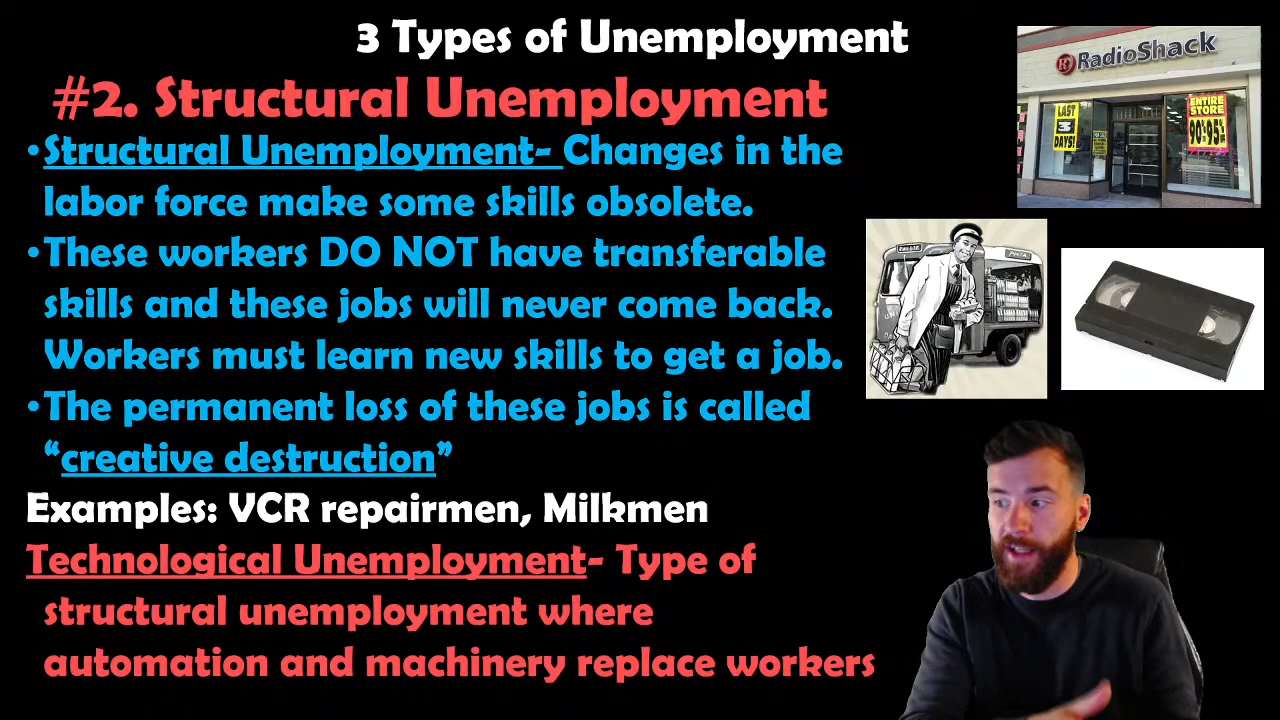 3 Types of Unemployment
#2. Structural Unemployment
•Structural Unemployment- Changes in the
labor force make some skills obsolete.
•These workers DO NOT have transferable
skills and these jobs will never come back.
Workers must learn new skills to get a job.
•The permanent loss of these jobs is called
“creative destruction”
Examples: VCR repairmen, Milkmen
Technological Unemployment- Type of
structural unemployment where
automation and machinery replace workers
R RadioShack
LAST
3
DAYS!
ENTIRE
STORE
90%-95%